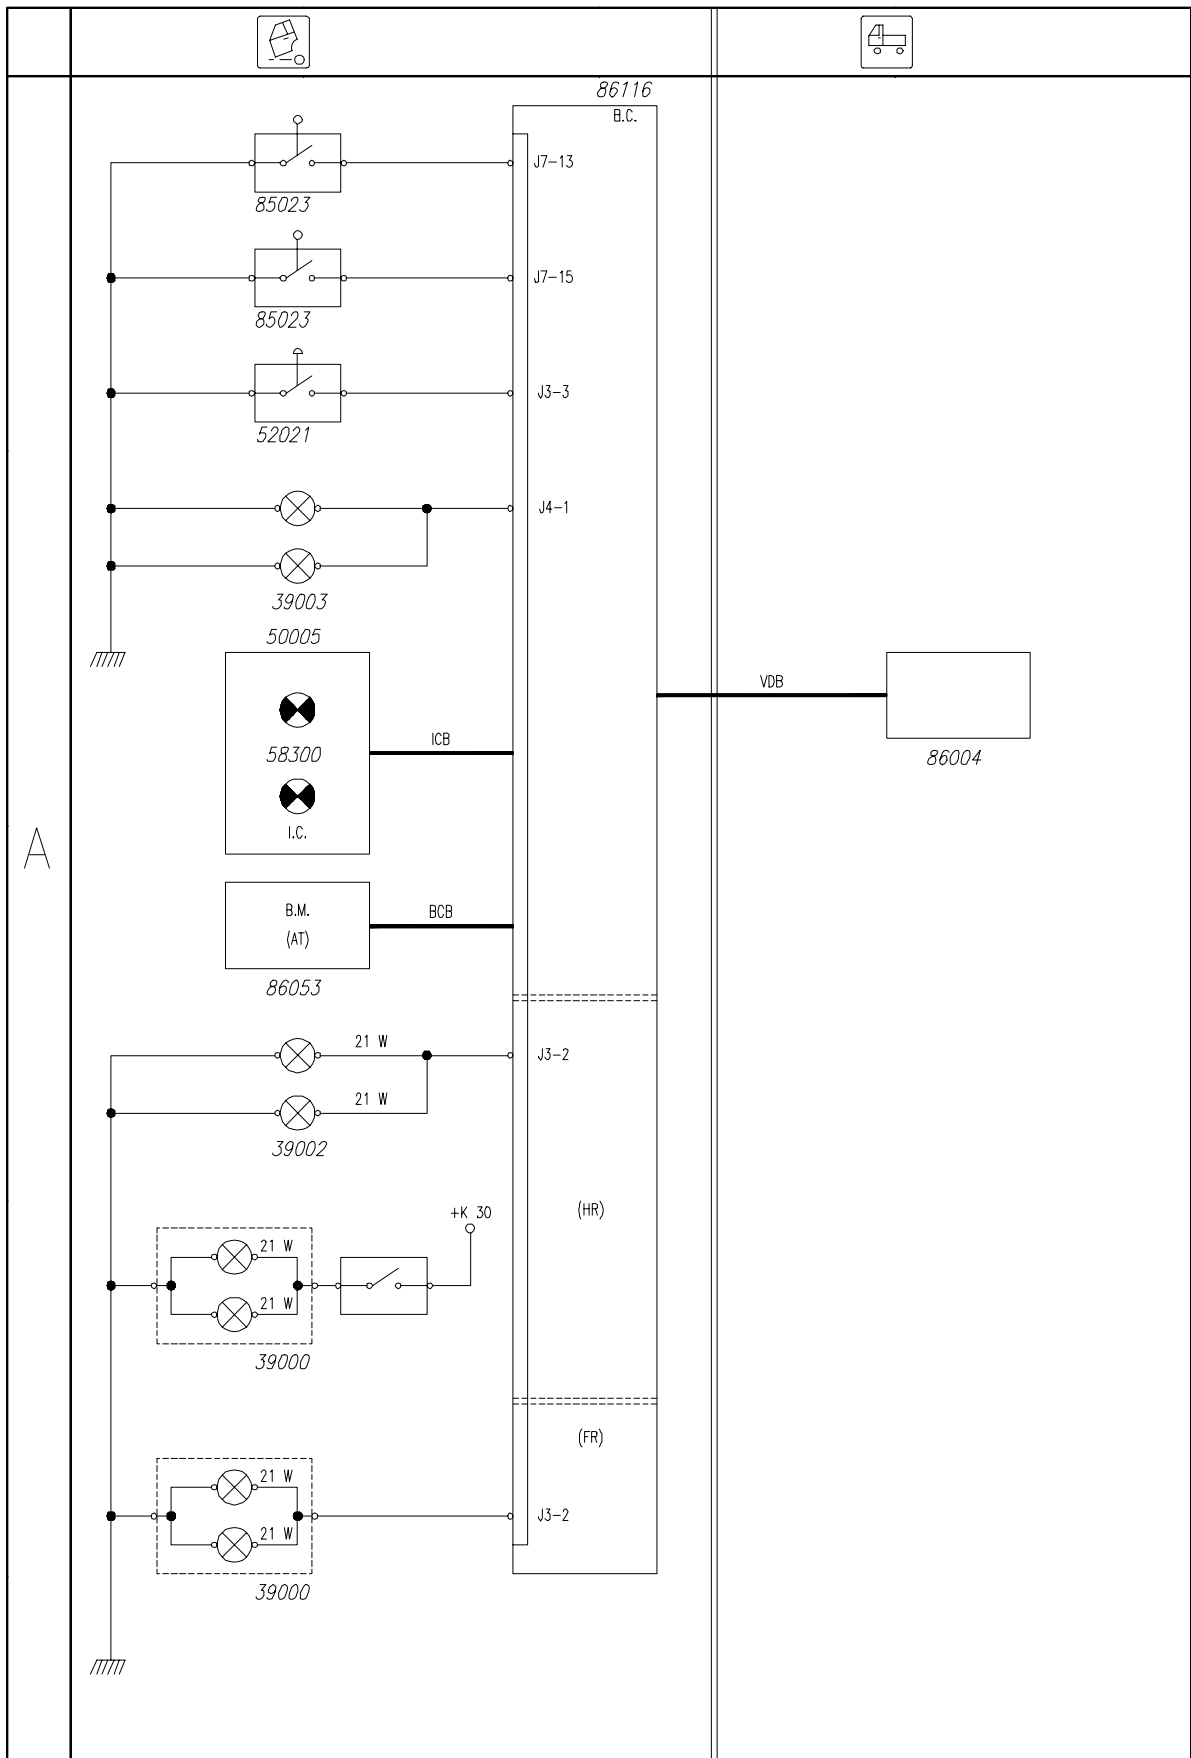 86116
B.C.
J7-13
85023
J7-15
85023
J3-3
52021
J4-1
39003
50005
VDB
ICB
58300
86004
I.C.
A
B.M.
BCB
(AT)
86053
21 W
J3-2
21 W
39002
+K 30
(HR)
21 W
21 W
39000
(FR)
21 W
J3-2
21 W
39000